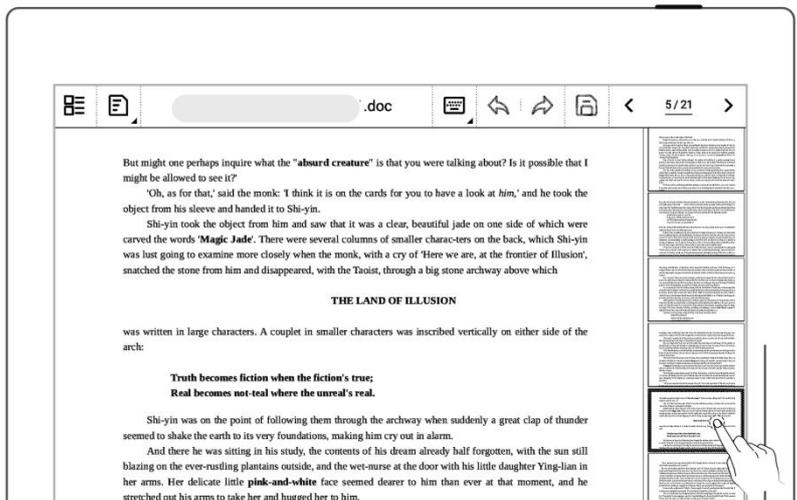 .doc
5 / 21
But might one perhaps inquire what the "absurd creature" is that you were talking about? Is it possible that I
might be allowed to see it?'
'Oh, as for that,' said the monk: 'I think it is on the cards for you to have a look at him,' and he took the
object from his sleeve and handed it to Shi-yin.
Shi-yin took the object from him and saw that it was a clear, beautiful jade on one side of which were
carved the words 'Magic Jade'. There were several columns of smaller charac-ters on the back, which Shi-yin
was lust going to examine more closely when the monk, with a cry of 'Here we are, at the frontier of Illusion',
snatched the stone from him and disappeared, with the Taoist, through a big stone archway above which
THE LAND OF ILLUSION
was written in large characters. A couplet in smaller characters was inscribed vertically on either side of the
arch:
Truth becomes fiction when the fiction's true;
Real becomes not-teal where the unreal's real.
Shi-yin was on the point of following them through the archway when suddenly a great clap of thunder
seemed to shake the earth to its very foundations, making him cry out in alarm.
And there he was sitting in his study, the contents of his dream already half forgotten, with the sun still
blazing on the ever-rustling plantains outside, and the wet-nurse at the door with his little daughter Ying-lian in
her arms. Her delicate little pink-and-white face seemed dearer to him than ever at that moment, and he
stretched out his arms to take her and hugged her to him.